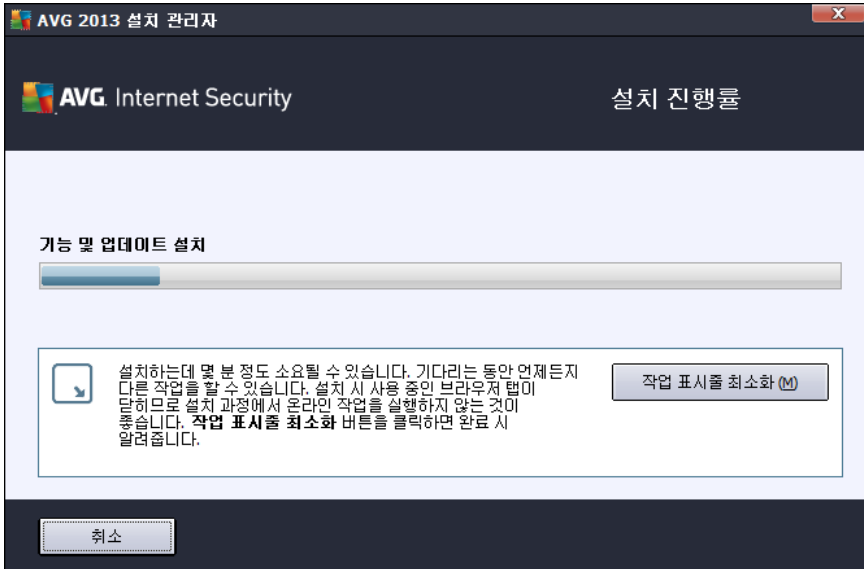 AVG 2013 설치 관리자
AVG. Internet Security
설치 진행률
기능 및 업데이트 설치
설치하는데 몇 분 정도 소요될 수 있습니다. 기다리는 동안 언제든지
다른 작업을 할 수 있습니다. 설치 시 사용 중인 브라우저 탭이
닫히므로 설치 과정에서 온라인 작업을 실행하지 않는 것이
좋습니다. 작업 표시줄 최소화 버튼을 클릭하면 완료 시
알려줍니다.
작업 표시줄 최소화 (M)
취소